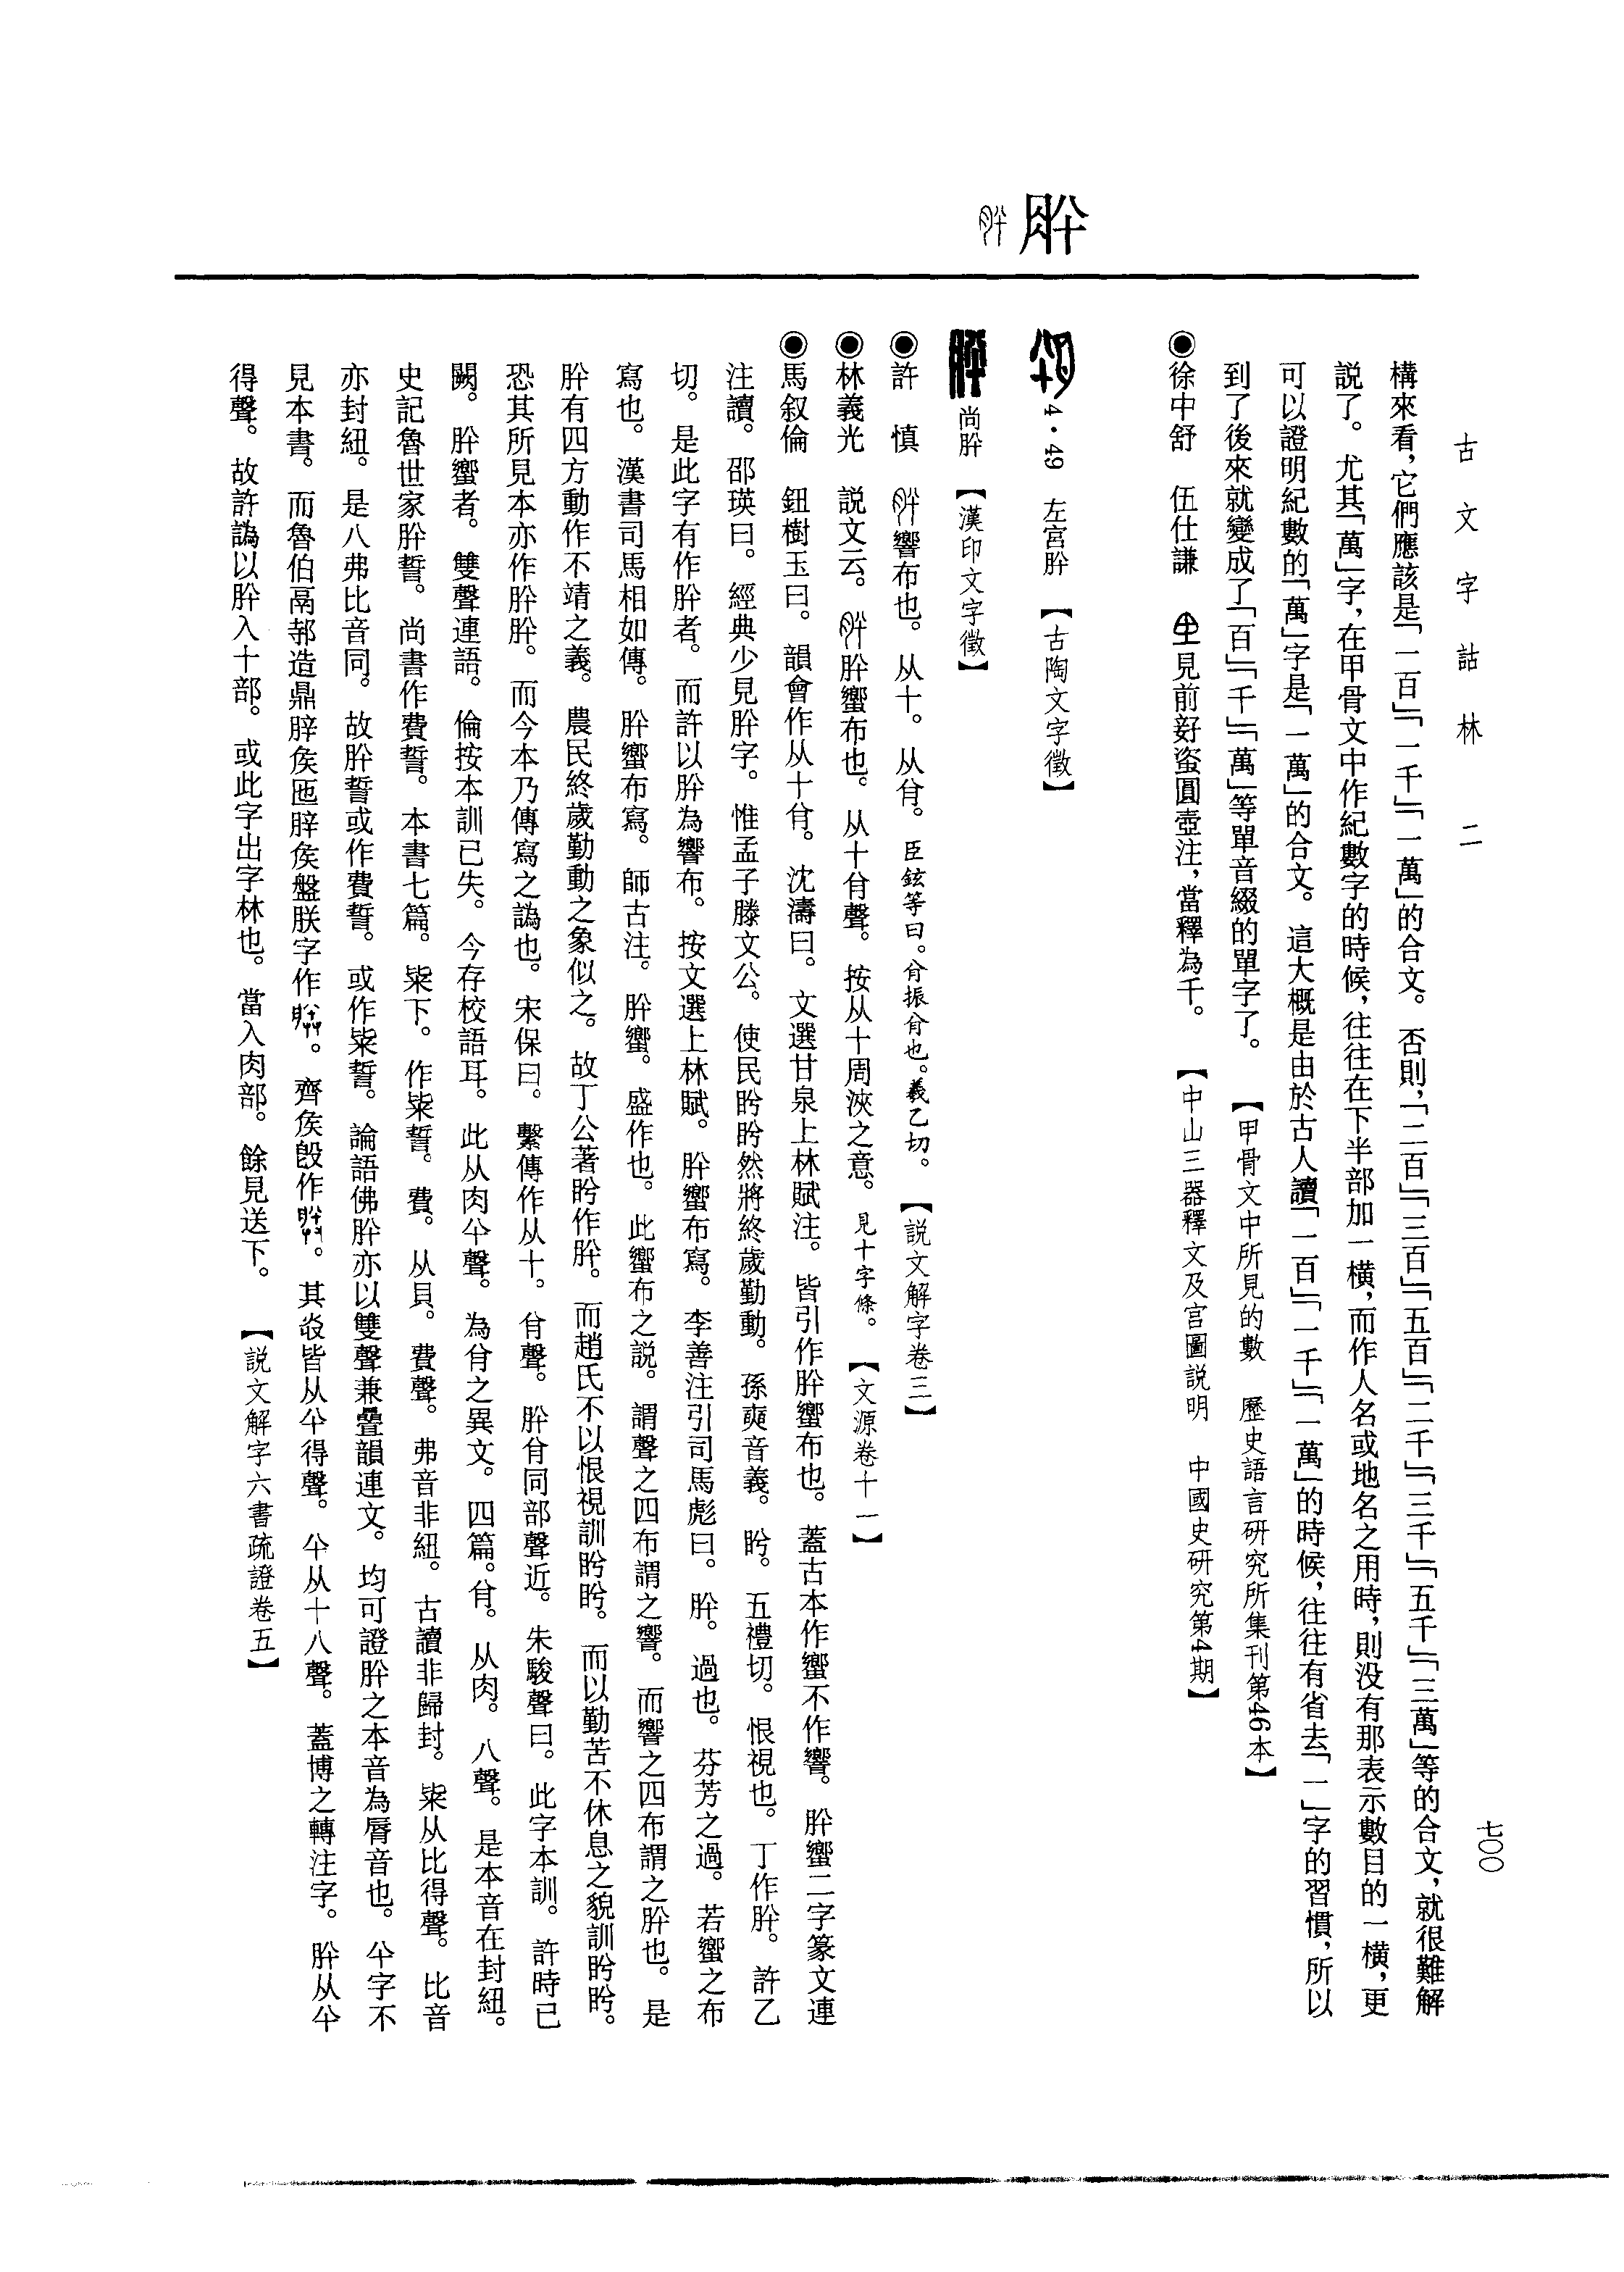 古文字詁林 二
七〇〇
構來看，它們應該是「一百」「一千」「一萬」的合文。否則，「二百」「三百」「五百」「二千」「三千」「五千」「三萬」等的合文，就很難解
説了。尤其「萬」字，在甲骨文中作紀數字的時候，往往在下半部加一橫，而作人名或地名之用時，則没有那表示數目的一橫，更
可以證明紀數的「萬」字是「一萬」的合文。這大概是由於古人讀「一百」「一千」「一萬」的時候，往往有省去「一」字的習慣，所以
到了後來就變成了「百」「千」「萬」等單音綴的單字了。【甲骨文中所見的數 歷史語言研究所集刊第46本】
◉徐中舒 伍仕謙 見前妤盗圓壺注，當釋為千。【中山三器釋文及宫圖説明 中國史研究第4期】
肸
4·49 左宮肸【古陶文字徵】
尚肸【漢印文字徵】
◉許 慎 響布也。从十。从㕣。臣鉉等曰。㕣振㕣也。羲乙切。【説文解字卷三】
◉林義光 説文云。肸蠁布也。从十㕣聲。按从十周浹之意。見十字條。【文源卷十一】
◉馬叙倫 鈕樹玉曰。韻會作从十㕣。沈濤曰。文選甘泉上林賦注。皆引作肸蠁布也。蓋古本作蠁不作響。肸蠁二字篆文連
注讀。邵瑛曰。經典少見肸字。惟孟子滕文公。使民盻盻然將終歲勤動。孫奭音義。盻。五禮切。恨視也。丁作肸。許乙
切。是此字有作肸者。而許以肸為響布。按文選上林賦。肸蠁布寫。李善注引司馬彪曰。肸。過也。芬芳之過。若蠁之布
寫也。漢書司馬相如傳。肸蠁布寫。師古注。肸蠁。盛作也。此蠁布之説。謂聲之四布謂之響。而響之四布謂之肸也。是
肸有四方動作不靖之義。農民終歲勤動之象似之。故丁公著盻作肸。而趙氏不以恨視訓盻盻。而以勤苦不休息之貌訓盻盻。
恐其所見本亦作肸肸。而今本乃傳寫之譌也。宋保曰。繫傳作从十。㕣聲。肸㕣同部聲近。朱駿聲曰。此字本訓。許時已
闕。肸蠁者。雙聲連語。倫按本訓已失。今存校語耳。此从肉㐱聲。為㕣之異文。四篇。㕣。从肉。八聲。是本音在封紐。
史記魯世家肸誓。尚書作費誓。本書七篇。粊下。作粊誓。費。从貝。費聲。弗音非紐。古讀非歸封。粊从比得聲。比音
亦封紐。是八弗比音同。故肸誓或作費誓。或作粊誓。論語佛肸亦以雙聲兼疊韻連文。均可證肸之本音為脣音也。字不
見本書。而魯伯鬲邿造鼎辥矦匜辥矦盤朕字作。齊矦毁作。其皆从得聲。从十八聲。蓋博之轉注字。肸从
得聲。故許譌以肸入十部。或此字出字林也。當入肉部。餘見送下。【説文解字六書疏證卷五】